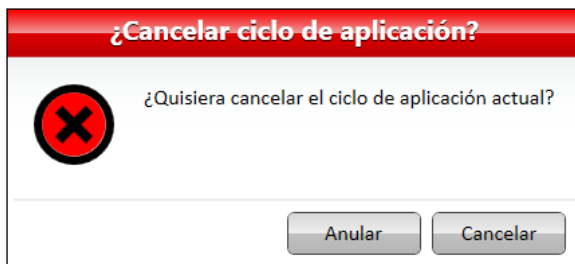 ¿Cancelar ciclo de aplicación?
¿Quisiera cancelar el ciclo de aplicación actual?
Anular
Cancelar